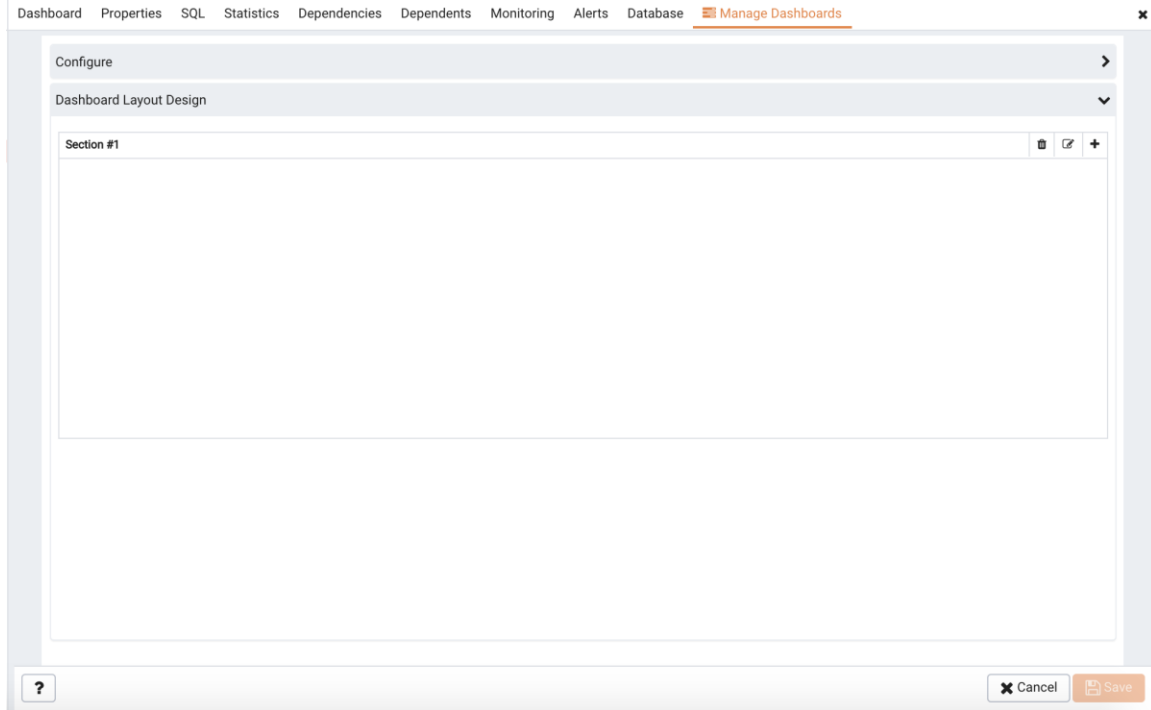 Dashboard Properties SQL Statistics Dependencies Dependents Monitoring Alerts Database Manage Dashboards
Configure
Dashboard Layout Design
Section #1
? Cancel Save